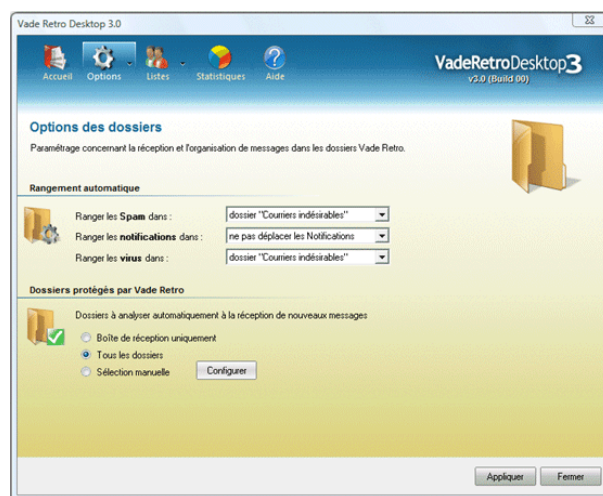 Vade Retro Desktop 3.0
Accueil Options Listes Statistiques Aide
VadeRetroDesktop3
v3.0 (Build 00)
Options des dossiers
Paramétrage concernant la réception et l'organisation de messages dans les dossiers Vade Retro.
Rangement automatique
Ranger les Spam dans : dossier "Courriers indésirables"
Ranger les notifications dans : ne pas déplacer les Notifications
Ranger les virus dans : dossier "Courriers indésirables"
Dossiers protégés par Vade Retro
Dossiers à analyser automatiquement à la réception de nouveaux messages
Boîte de réception uniquement
Tous les dossiers
Sélection manuelle Configurer
Appliquer Fermer